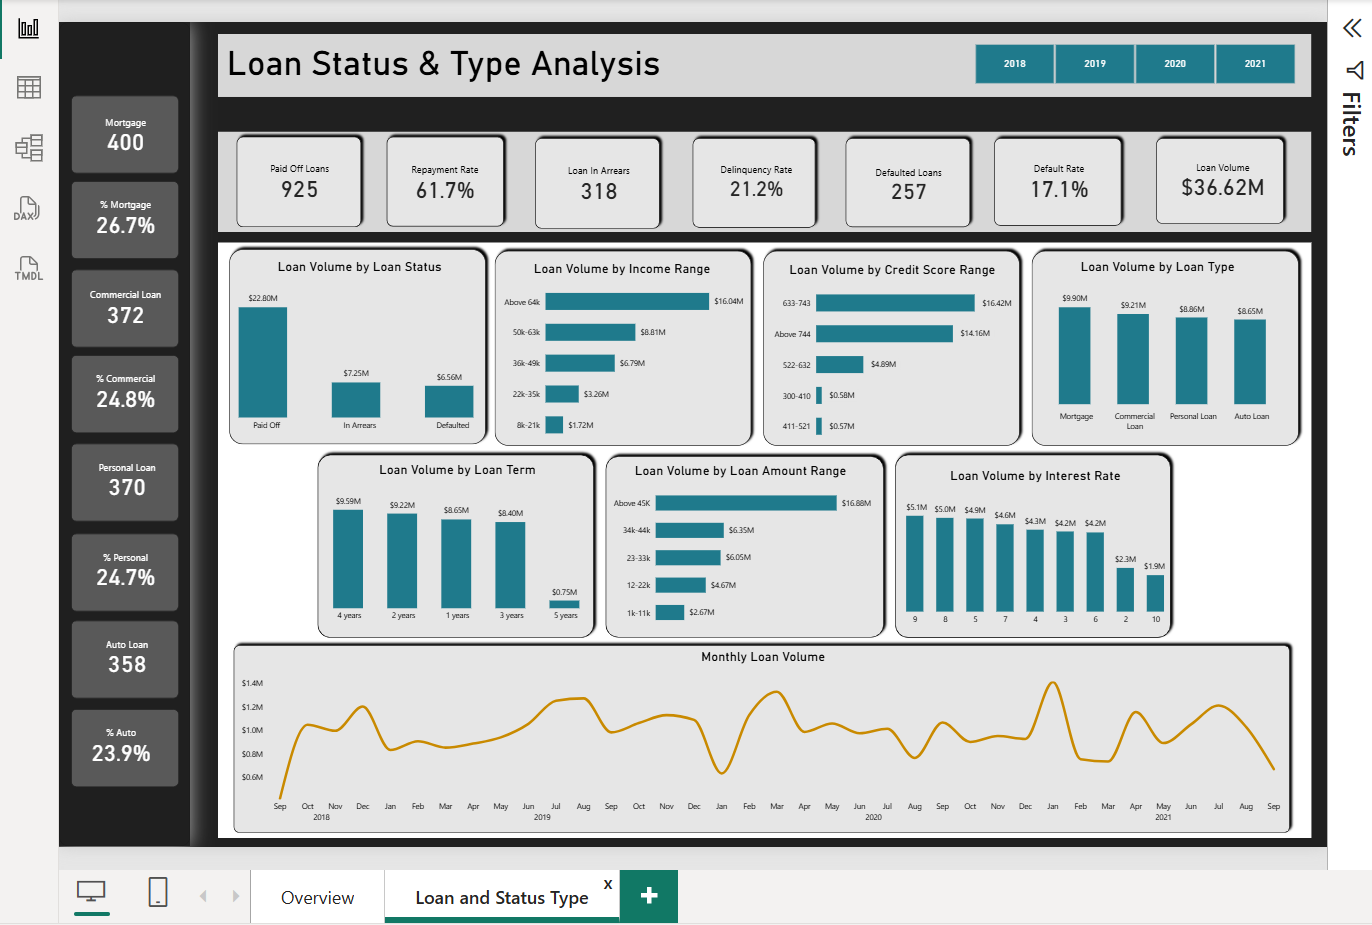 DAX
TMDL
Loan Status & Type Analysis
2018 2019 2020 2021
Filters
Mortgage
400
% Mortgage
26.7%
Commercial Loan
372
% Commercial
24.8%
Personal Loan
370
% Personal
24.7%
Auto Loan
358
% Auto
23.9%
Paid Off Loans
925
Repayment Rate
61.7%
Loan In Arrears
318
Delinquency Rate
21.2%
Defaulted Loans
257
Default Rate
17.1%
Loan Volume
$36.62M
Loan Volume by Loan Status
$22.80M
$7.25M
$6.56M
Paid Off In Arrears Defaulted
Loan Volume by Income Range
Above 64k $16.04M
50k-63k $8.81M
36k-49k $6.79M
22k-35k $3.26M
8k-21k $1.72M
Loan Volume by Credit Score Range
633-743 $16.42M
Above 744 $14.16M
522-632 $4.89M
300-410 $0.58M
411-521 $0.57M
Loan Volume by Loan Type
$9.90M $9.21M $8.86M $8.65M
Mortgage Commercial Loan Personal Loan Auto Loan
Loan Volume by Loan Term
$9.59M $9.22M $8.65M $8.40M $0.75M
4 years 2 years 1 years 3 years 5 years
Loan Volume by Loan Amount Range
Above 45K $16.88M
34k-44k $6.35M
23-33k $6.05M
12-22k $4.67M
1k-11k $2.67M
Loan Volume by Interest Rate
$5.1M $5.0M $4.9M $4.6M $4.3M $4.2M $4.2M $2.3M $1.9M
9 8 5 7 4 3 6 2 10
Monthly Loan Volume
$1.4M
$1.2M
$1.0M
$0.8M
$0.6M
Sep Oct Nov Dec Jan Feb Mar Apr May Jun Jul Aug Sep Oct Nov Dec Jan Feb Mar Apr May Jun Jul Aug Sep Oct Nov Dec Jan Feb Mar Apr May Jun Jul Aug Sep
2018 2019 2020 2021
Overview
Loan and Status Type
x
+